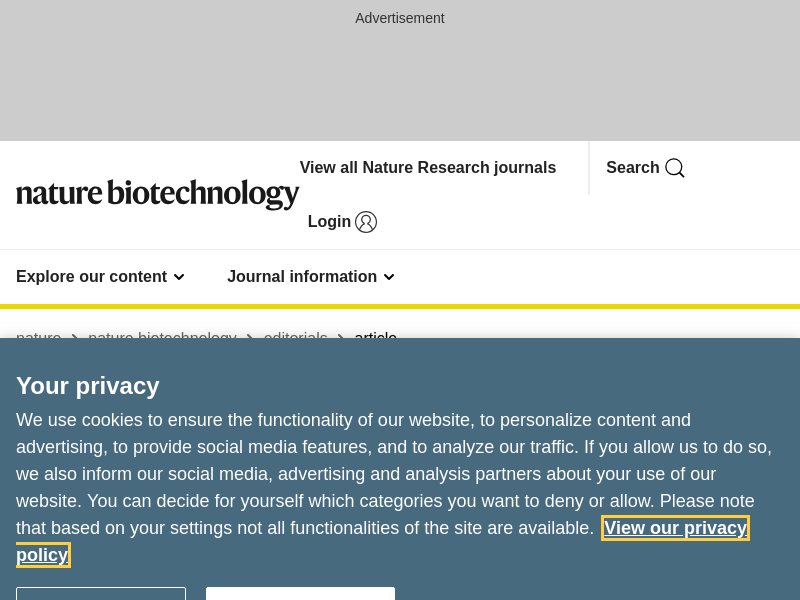 Advertisement
nature biotechnology
View all Nature Research journals
Search
Login
Explore our content
Journal information
nature nature biotechnology editorials article
Your privacy
We use cookies to ensure the functionality of our website, to personalize content and
advertising, to provide social media features, and to analyze our traffic. If you allow us to do so,
we also inform our social media, advertising and analysis partners about your use of our
website. You can decide for yourself which categories you want to deny or allow. Please note
that based on your settings not all functionalities of the site are available. View our privacy
policy